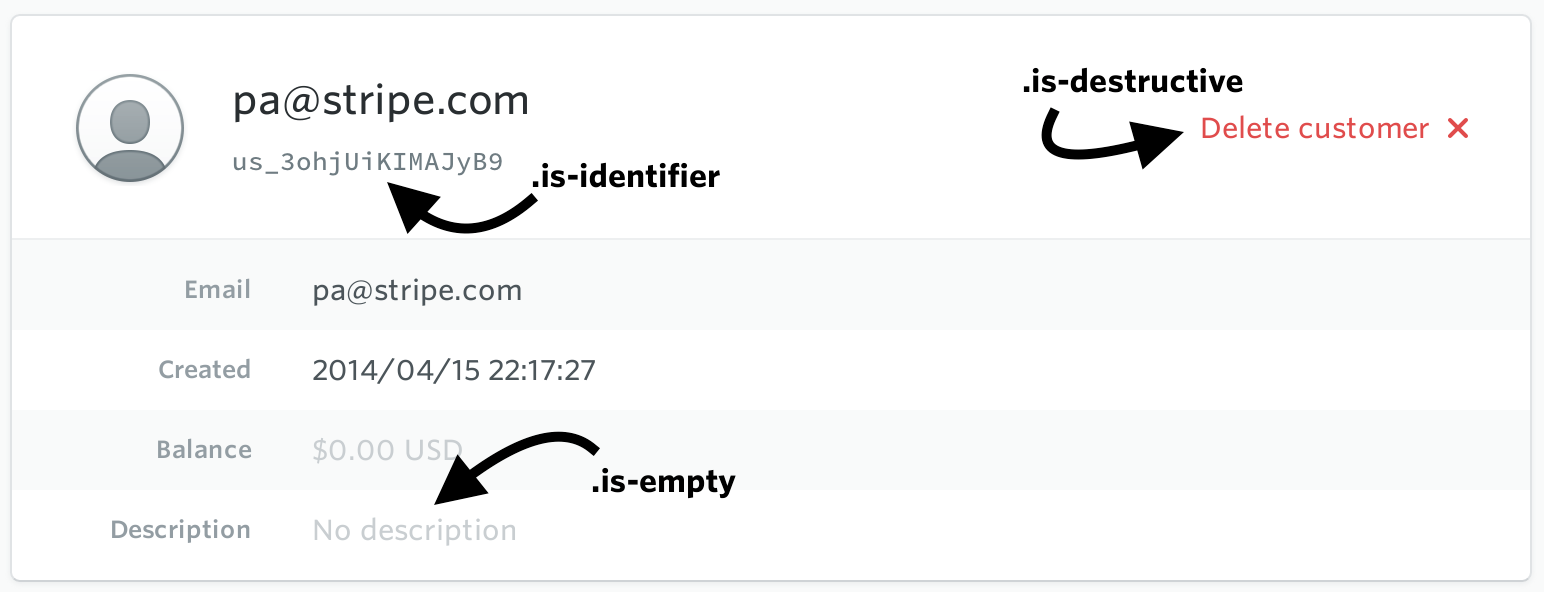 pa@stripe.com
us_3ohjUiKIMAJyB9
.is-identifier
.is-destructive
Delete customer ×
Email pa@stripe.com
Created 2014/04/15 22:17:27
Balance $0.00 USD
.is-empty
Description No description